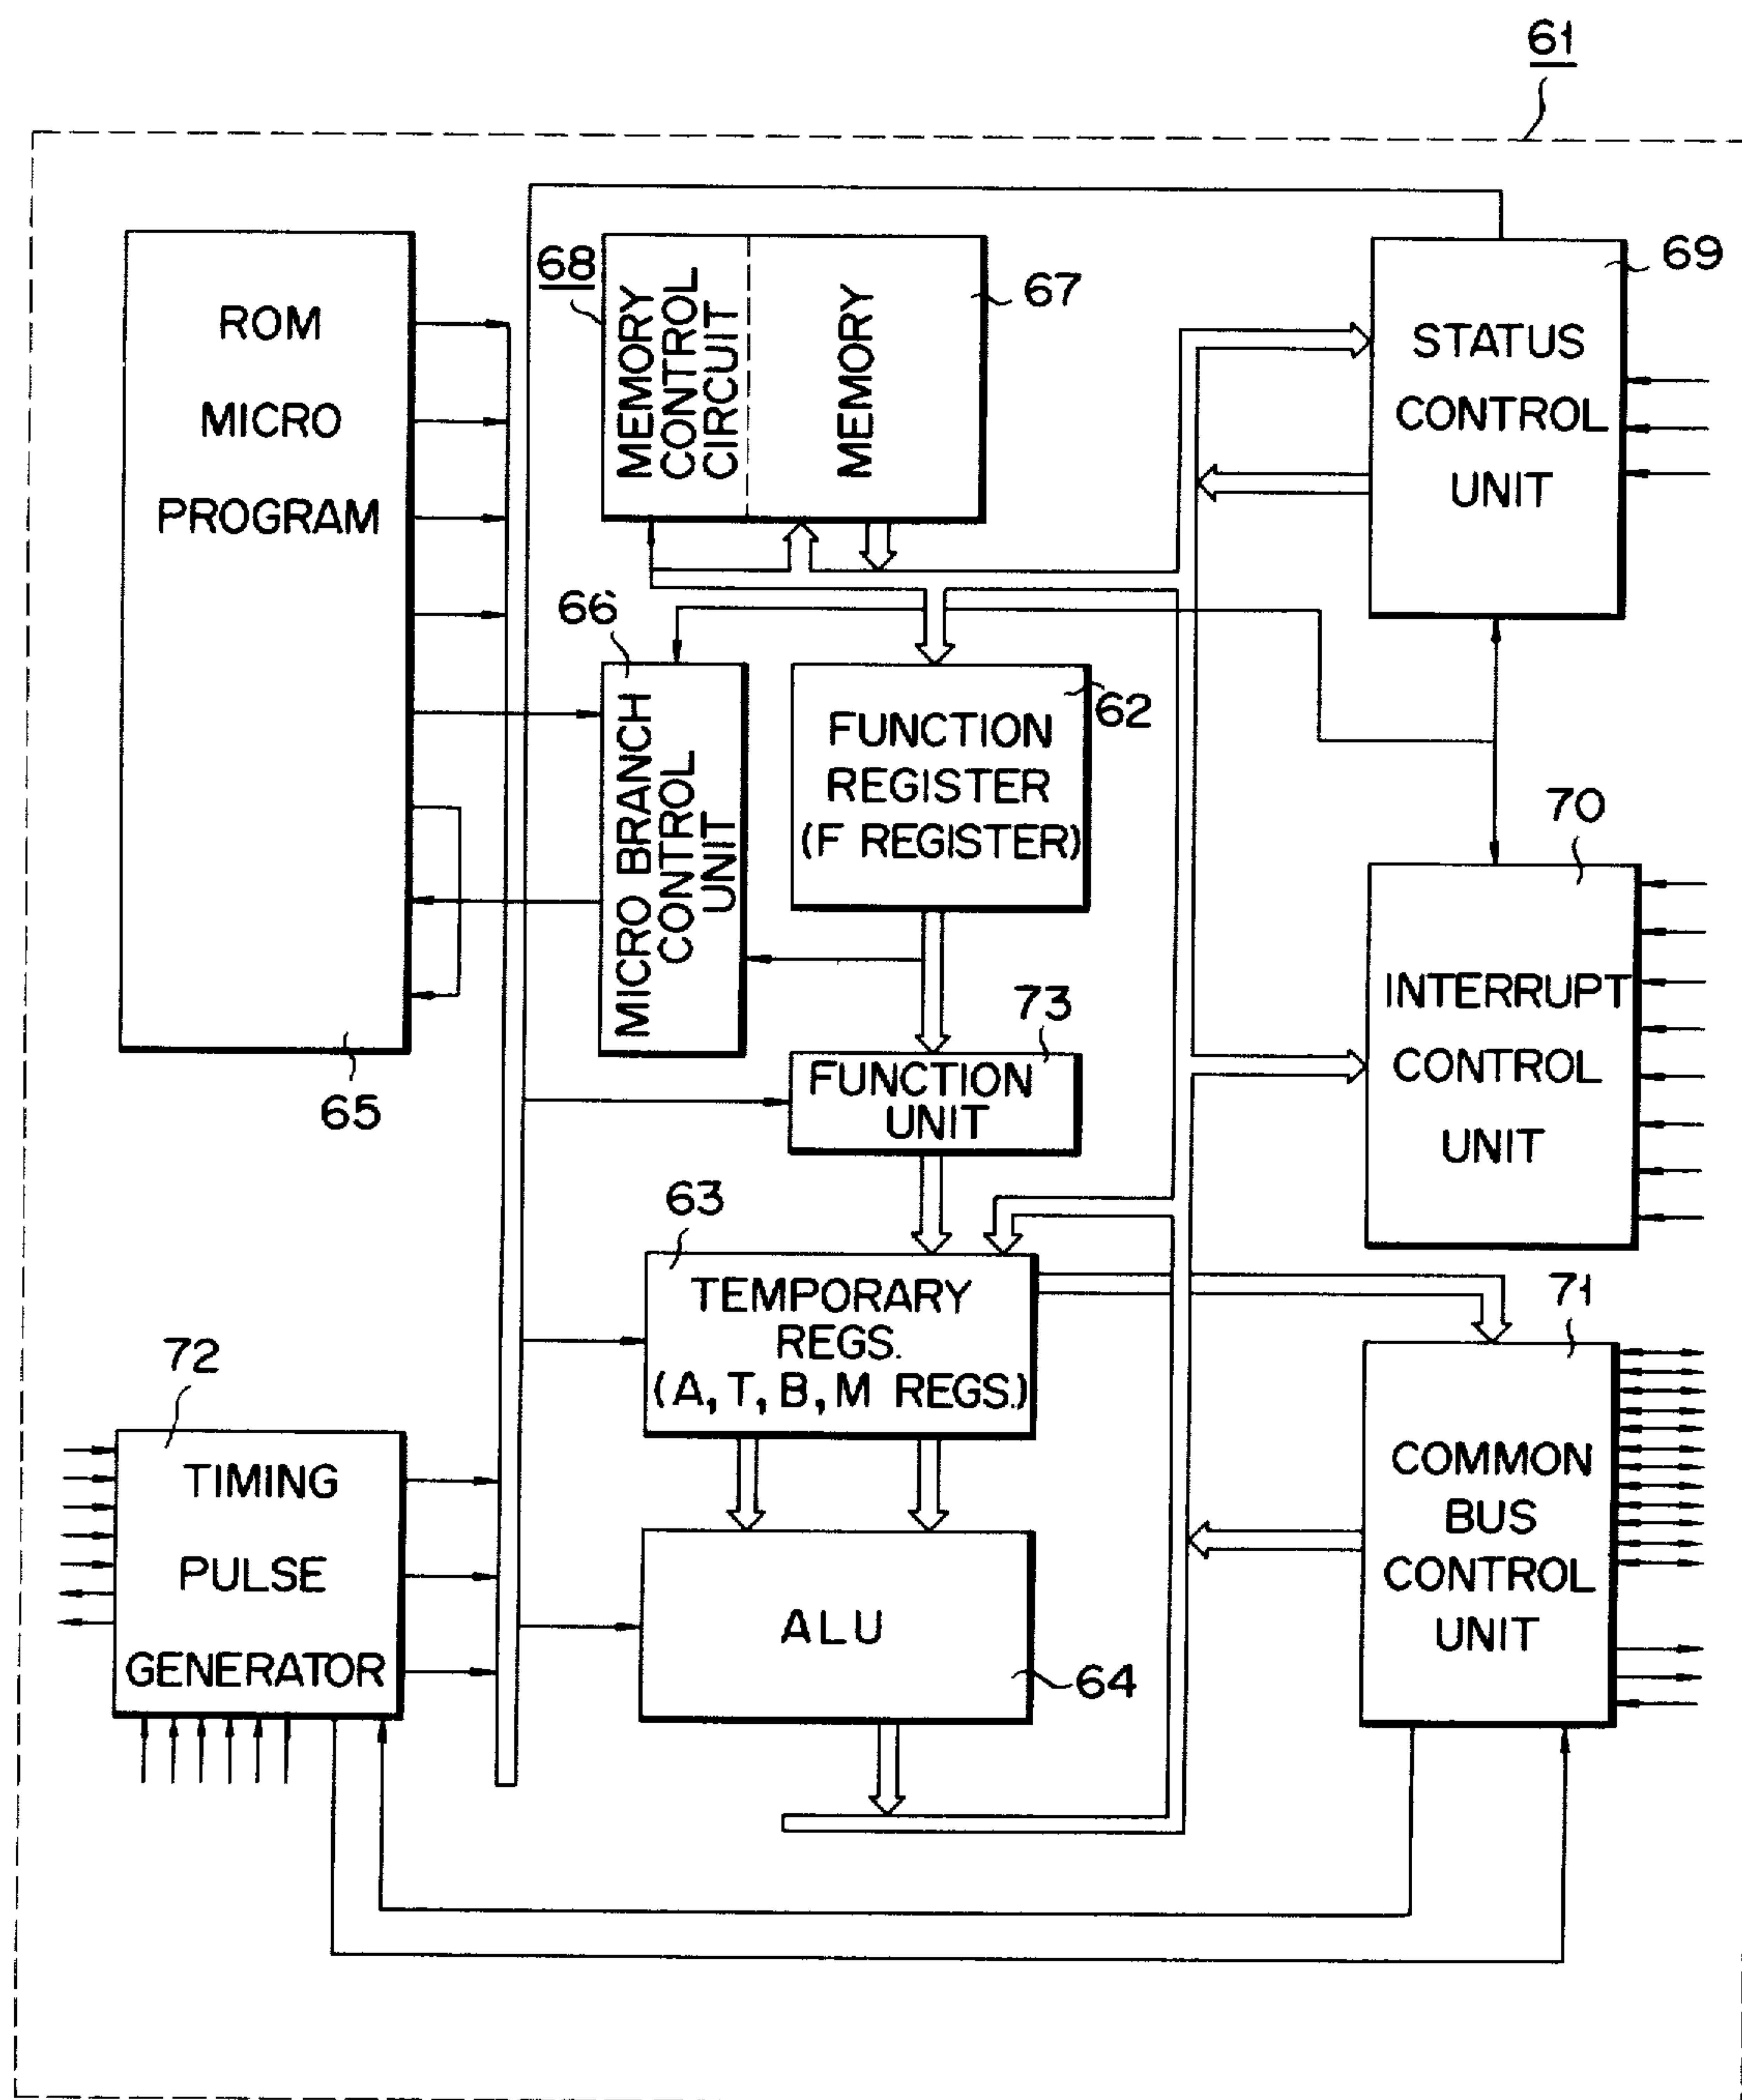 61
ROM
MICRO
PROGRAM
65
68
MEMORY
CONTROL
CIRCUIT
MEMORY
67
STATUS
CONTROL
UNIT
69
66
MICRO BRANCH
CONTROL
UNIT
FUNCTION
REGISTER
(F REGISTER)
62
70
INTERRUPT
CONTROL
UNIT
73
FUNCTION
UNIT
63
TEMPORARY
REGS.
(A, T, B, M REGS.)
71
COMMON
BUS
CONTROL
UNIT
72
TIMING
PULSE
GENERATOR
ALU
64